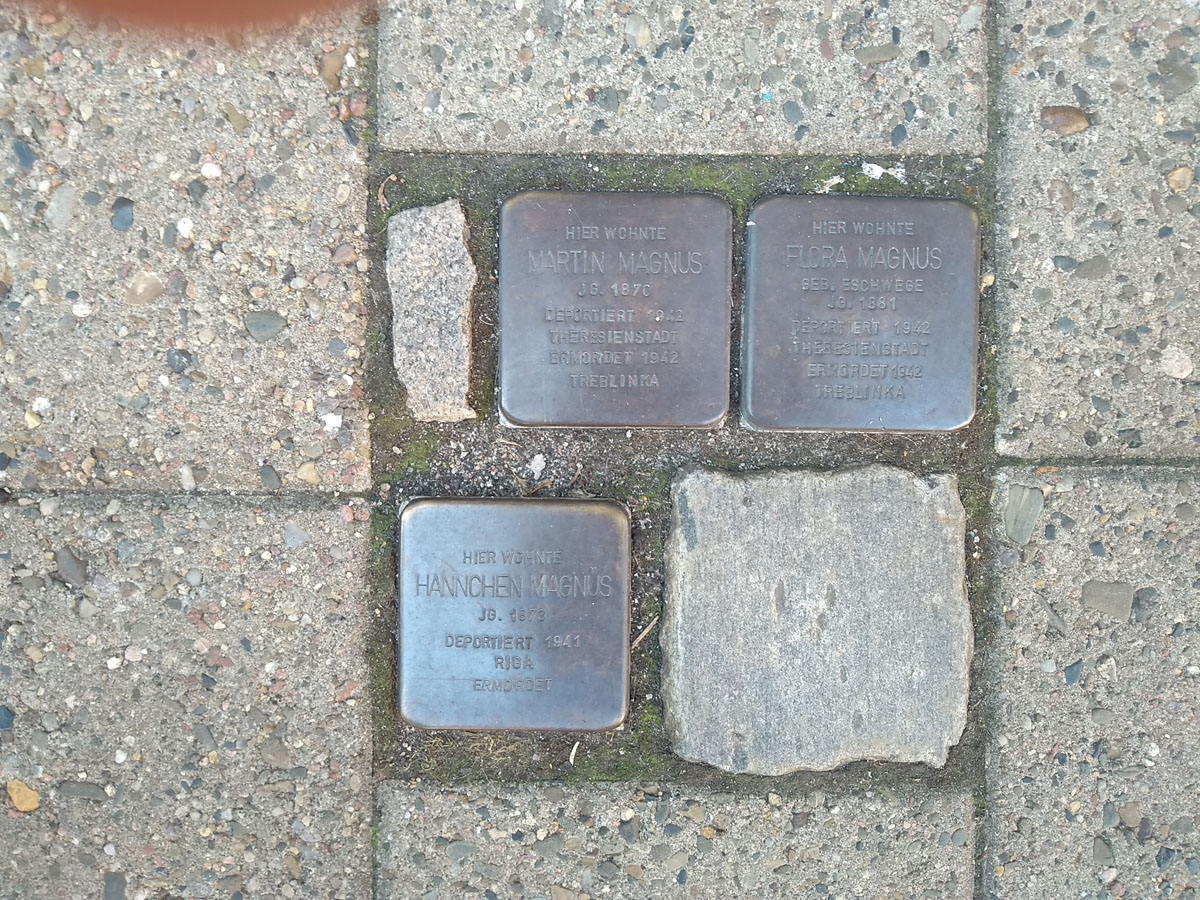 HIER WOHNTE
MARTIN MAGNUS
JG. 1870
DEPORTIERT 1942
THERESIENSTADT
ERMORDET 1942
TREBLINKA
HIER WOHNTE
FLORA MAGNUS
GEB. ESCHWEGE
JG. 1881
DEPORTIERT 1942
THERESIENSTADT
ERMORDET 1942
TREBLINKA
HIER WOHNTE
HANNCHEN MAGNUS
JG.
DEPORTIERT 1941
RIGA
ERMORDET